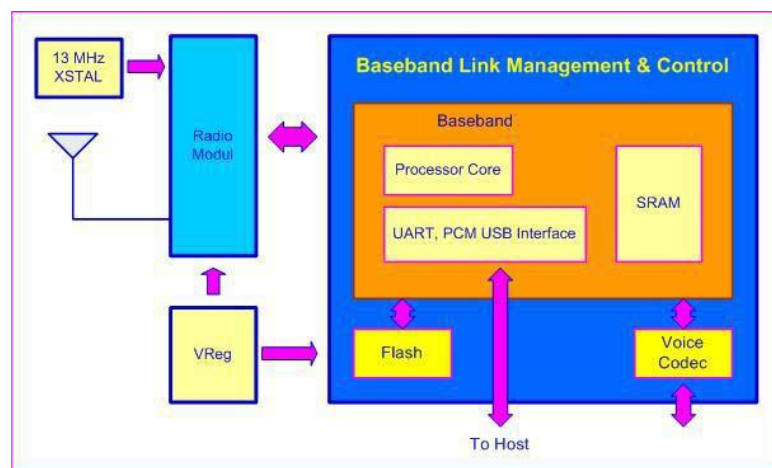 13 MHz
XSTAL
Radio
Modul
Baseband Link Management & Control
Baseband
Processor Core
SRAM
UART, PCM USB Interface
VReg
Flash
Voice
Codec
To Host